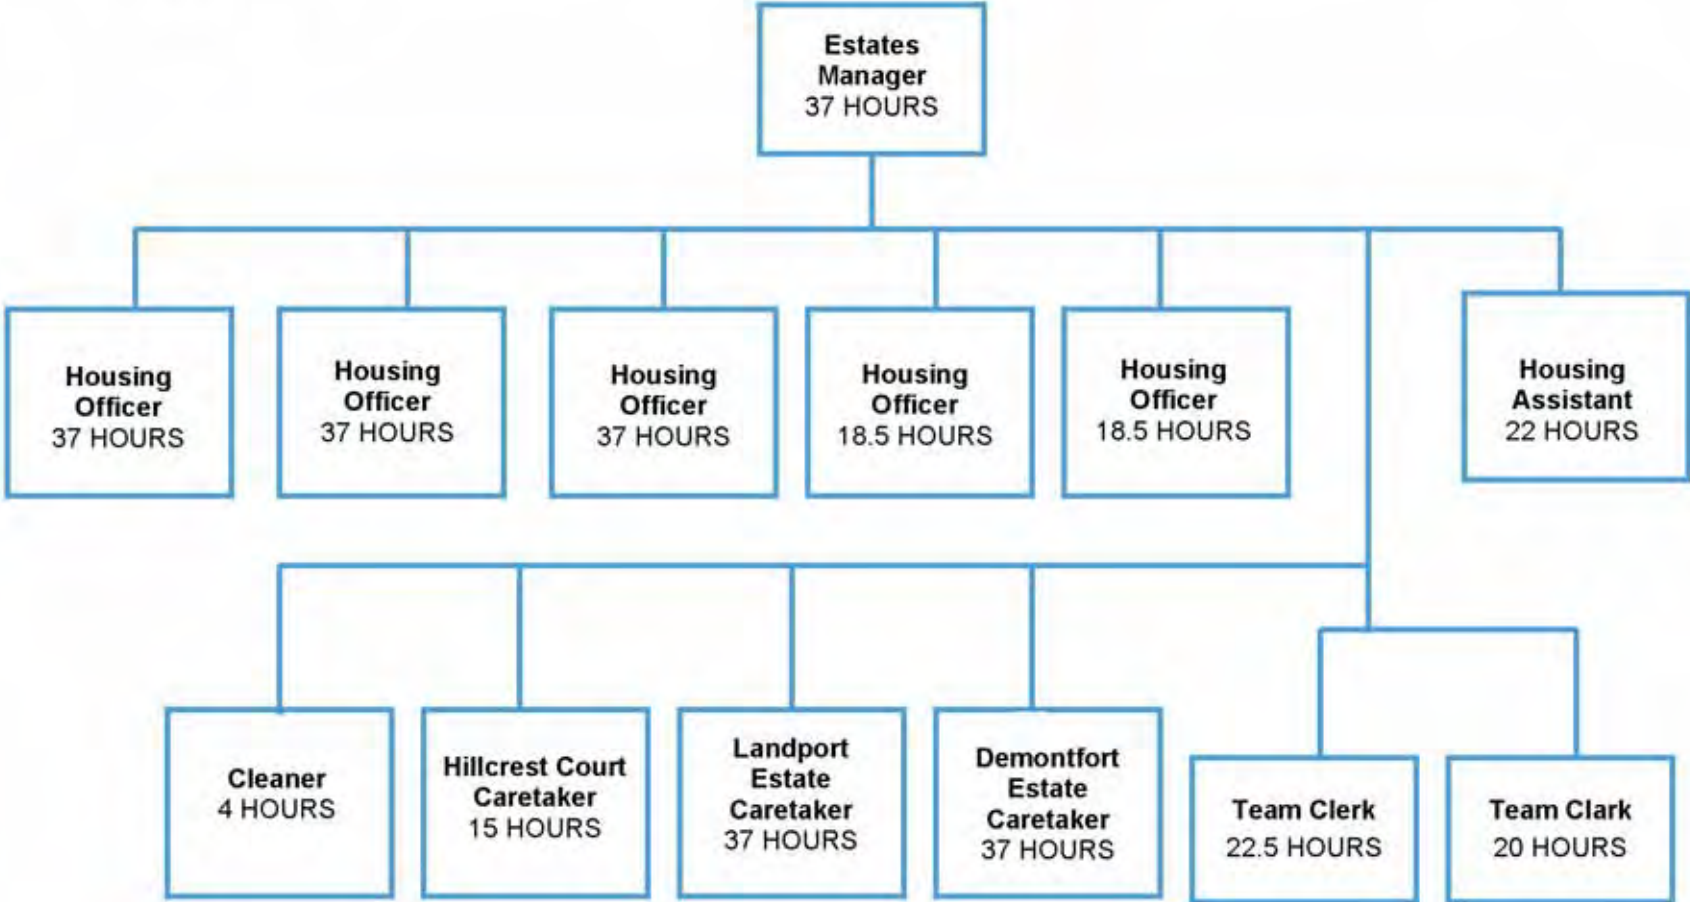 Estates
Manager
37 HOURS
Housing
Officer
37 HOURS
Housing
Officer
37 HOURS
Housing
Officer
37 HOURS
Housing
Officer
18.5 HOURS
Housing
Officer
18.5 HOURS
Housing
Assistant
22 HOURS
Cleaner
4 HOURS
Hillcrest Court
Caretaker
15 HOURS
Landport
Estate
Caretaker
37 HOURS
Demontfort
Estate
Caretaker
37 HOURS
Team Clerk
22.5 HOURS
Team Clark
20 HOURS